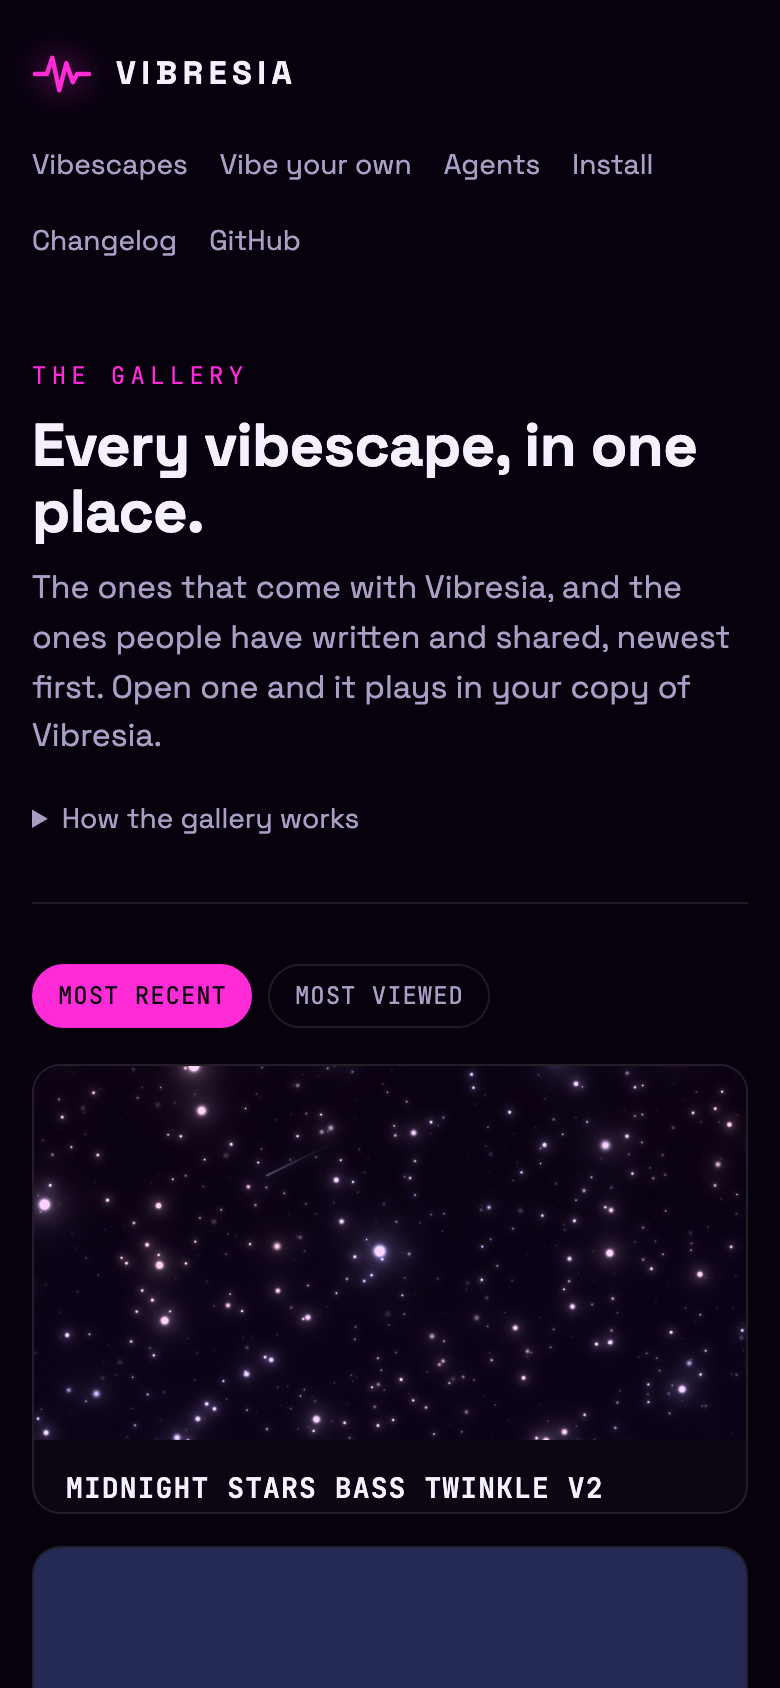 VIBRESIA
Vibescapes Vibe your own Agents Install
Changelog GitHub
THE GALLERY
Every vibescape, in one
place.
The ones that come with Vibresia, and the
ones people have written and shared, newest
first. Open one and it plays in your copy of
Vibresia.
How the gallery works
MOST RECENT MOST VIEWED
MIDNIGHT STARS BASS TWINKLE V2